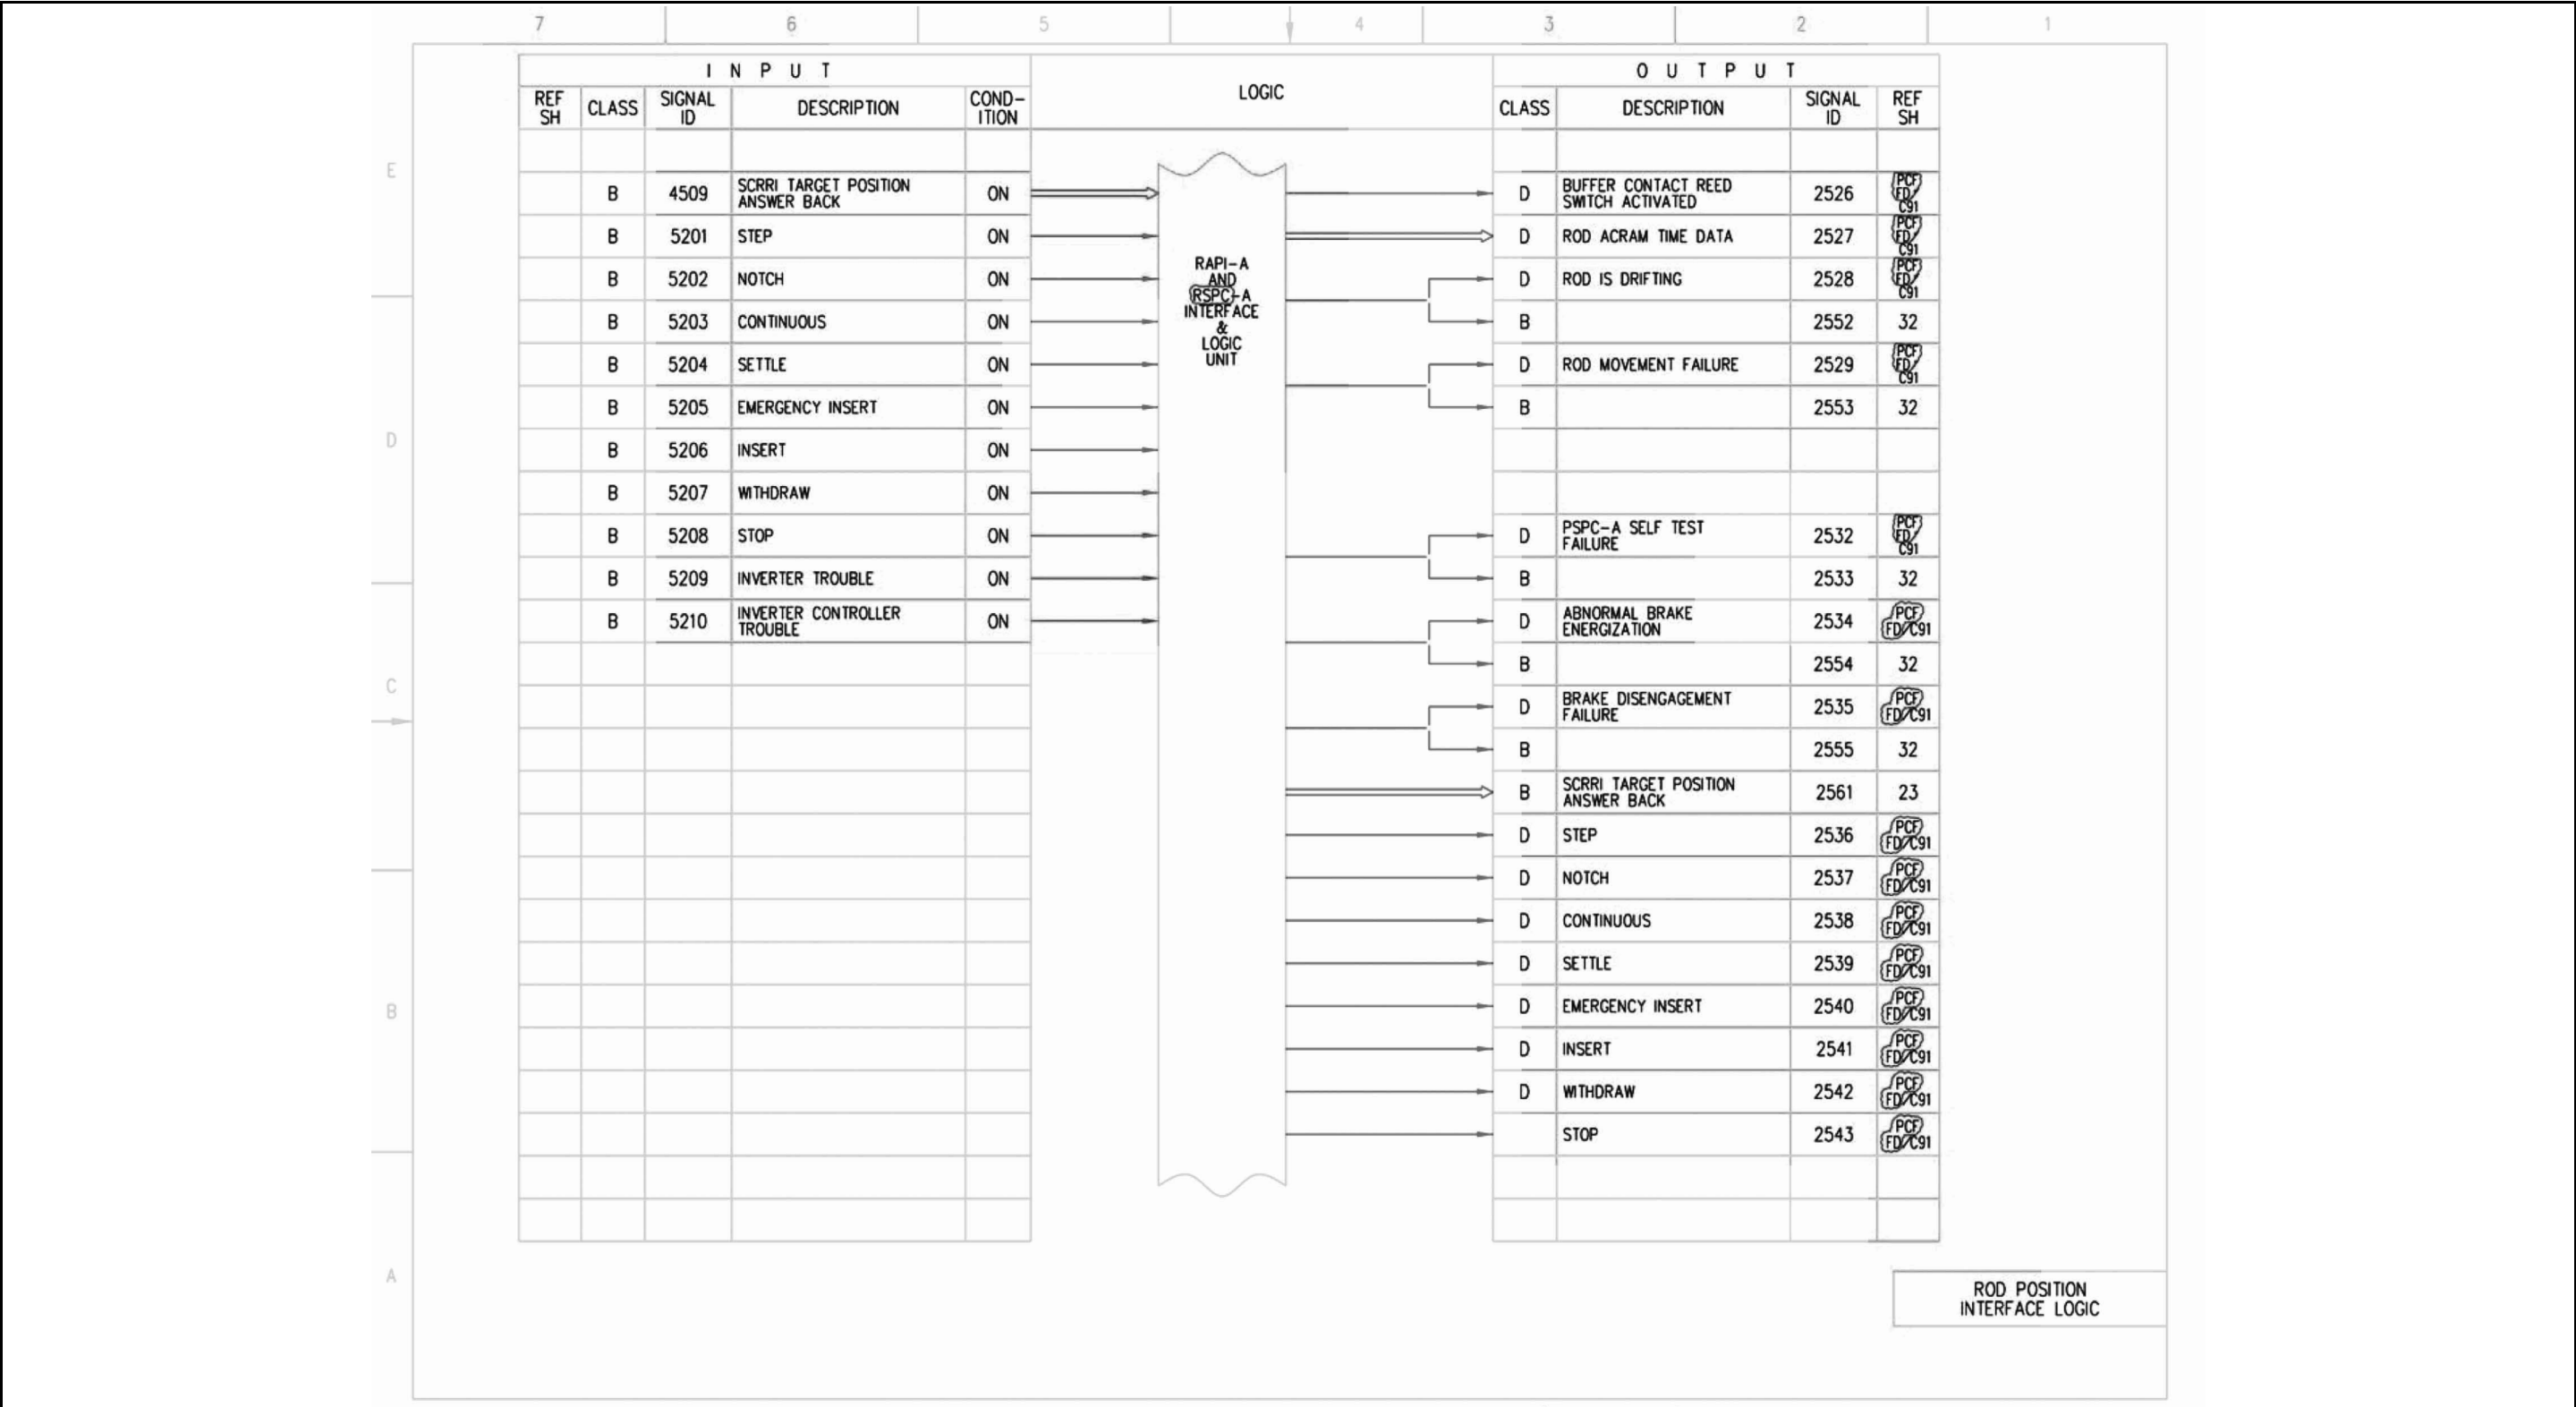 7 6 5 4 3 2 1
I N P U T
LOGIC
O U T P U T
REF
SH
CLASS
SIGNAL
ID
DESCRIPTION
COND-
ITION
CLASS
DESCRIPTION
SIGNAL
ID
REF
SH
E
D
C
B
A
B 4509 SCRRI TARGET POSITION
ANSWER BACK
ON
B 5201 STEP ON
B 5202 NOTCH ON
B 5203 CONTINUOUS ON
B 5204 SETTLE ON
B 5205 EMERGENCY INSERT ON
B 5206 INSERT ON
B 5207 WITHDRAW ON
B 5208 STOP ON
B 5209 INVERTER TROUBLE ON
B 5210 INVERTER CONTROLLER
TROUBLE
ON
RAPI-A
AND
RSPC-A
INTERFACE
&
LOGIC
UNIT
D BUFFER CONTACT REED
SWITCH ACTIVATED
2526 PCF
FD/
C91
D ROD ACRAM TIME DATA 2527 PCF
FD/
C91
D ROD IS DRIFTING 2528 PCF
FD/
C91
B 2552 32
D ROD MOVEMENT FAILURE 2529 PCF
FD/
C91
B 2553 32
D PSPC-A SELF TEST
FAILURE
2532 PCF
FD/
C91
B 2533 32
D ABNORMAL BRAKE
ENERGIZATION
2534 PCF
FD/C91
B 2554 32
D BRAKE DISENGAGEMENT
FAILURE
2535 PCF
FD/C91
B 2555 32
B SCRRI TARGET POSITION
ANSWER BACK
2561 23
D STEP 2536 PCF
FD/C91
D NOTCH 2537 PCF
FD/C91
D CONTINUOUS 2538 PCF
FD/C91
D SETTLE 2539 PCF
FD/C91
D EMERGENCY INSERT 2540 PCF
FD/C91
D INSERT 2541 PCF
FD/C91
D WITHDRAW 2542 PCF
FD/C91
STOP 2543 PCF
FD/C91
ROD POSITION
INTERFACE LOGIC